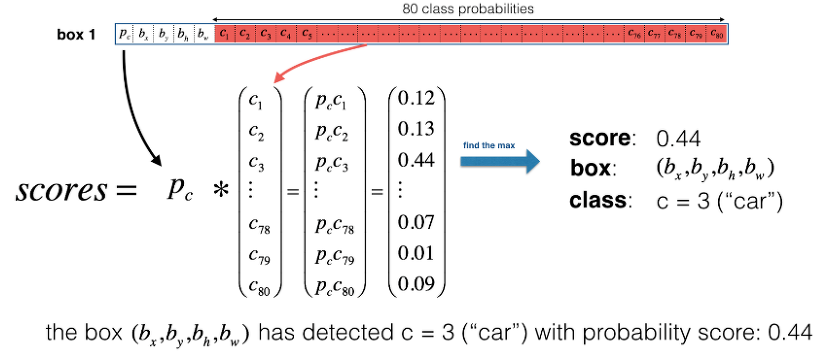 80 class probabilities
box 1 p_c b_x b_y b_h b_w c_1 c_2 c_3 c_4 c_5 ⋯ c_76 c_77 c_78 c_79 c_80
scores = p_c * (c_1 c_2 c_3 ⋮ c_78 c_79 c_80) = (p_c c_1 p_c c_2 p_c c_3 ⋮ p_c c_78 p_c c_79 p_c c_80) = (0.12 0.13 0.44 ⋮ 0.07 0.01 0.09)
find the max
score: 0.44
box: (b_x, b_y, b_h, b_w)
class: c = 3 (“car”)
the box (b_x, b_y, b_h, b_w) has detected c = 3 (“car”) with probability score: 0.44